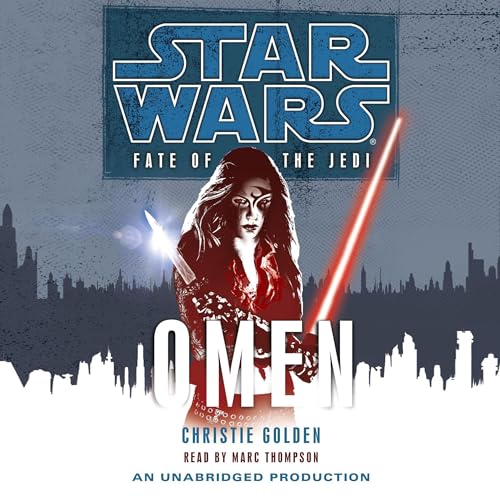 STAR
WARS®
FATE OF THE JEDI
OMEN
CHRISTIE GOLDEN
READ BY MARC THOMPSON
AN UNABRIDGED PRODUCTION